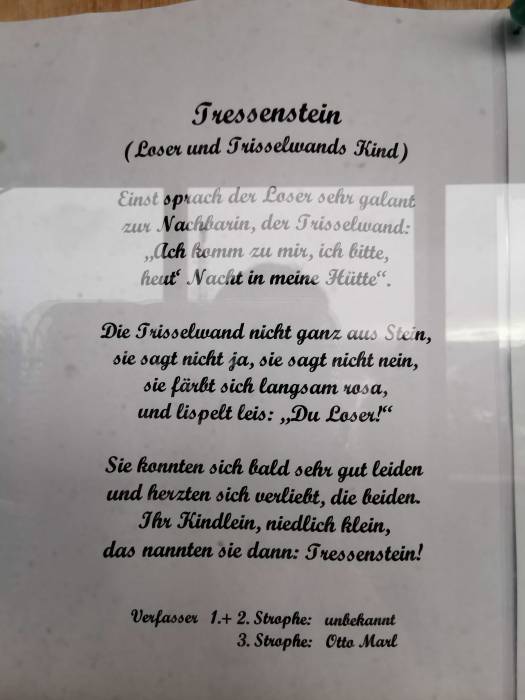 Tressenstein
(Loser und Trisselwands Kind)
Einst sprach der Loser sehr galant
zur Nachbarin, der Trisselwand:
„Ach komm zu mir, ich bitte,
heut‘ Nacht in meine Hütte“.
Die Trisselwand nicht ganz aus Stein,
sie sagt nicht ja, sie sagt nicht nein,
sie färbt sich langsam rosa,
und lispelt leis: „Du Loser!“
Sie konnten sich bald sehr gut leiden
und herzten sich verliebt, die beiden.
Ihr Kindlein, niedlich klein,
das nannten sie dann: Tressenstein!
Verfasser 1.+ 2. Strophe: unbekannt
3. Strophe: Otto Marl